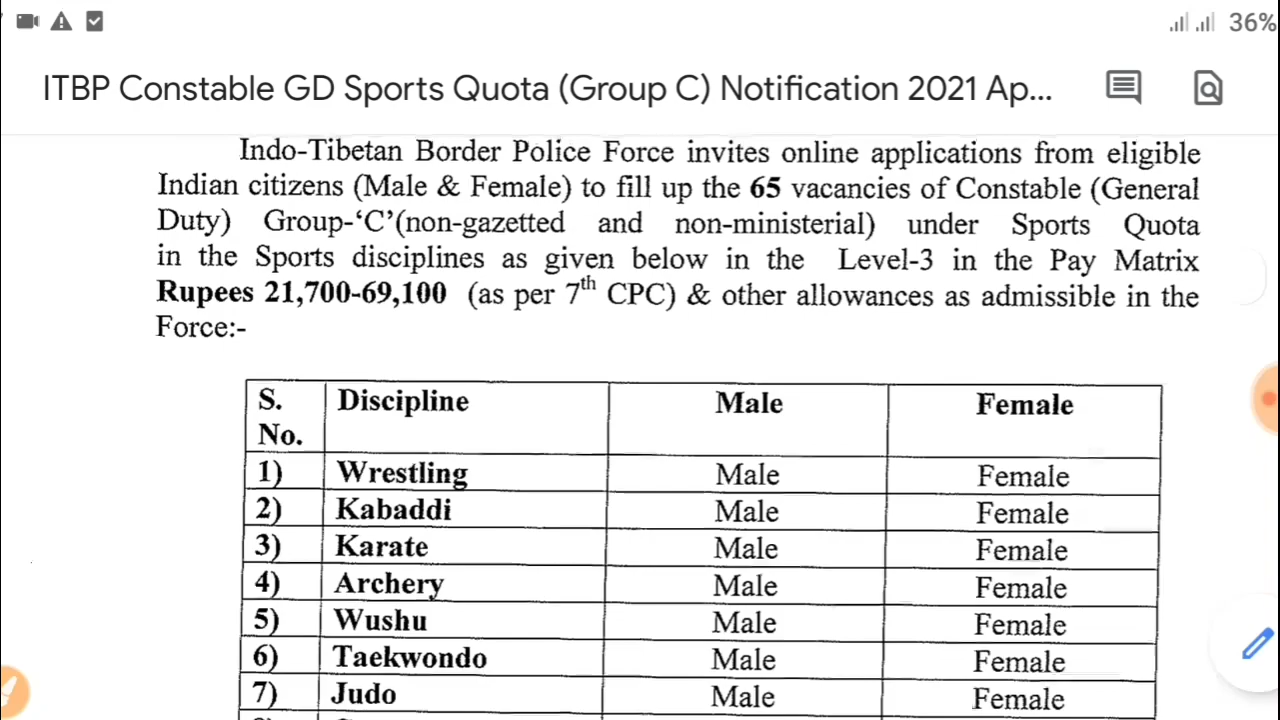 36%
ITBP Constable GD Sports Quota (Group C) Notification 2021 Ap...
Indo-Tibetan Border Police Force invites online applications from eligible
Indian citizens (Male & Female) to fill up the 65 vacancies of Constable (General
Duty) Group-‘C’(non-gazetted and non-ministerial) under Sports Quota
in the Sports disciplines as given below in the Level-3 in the Pay Matrix
Rupees 21,700-69,100 (as per 7th CPC) & other allowances as admissible in the
Force:-
S. No. Discipline Male Female
1) Wrestling Male Female
2) Kabaddi Male Female
3) Karate Male Female
4) Archery Male Female
5) Wushu Male Female
6) Taekwondo Male Female
7) Judo Male Female